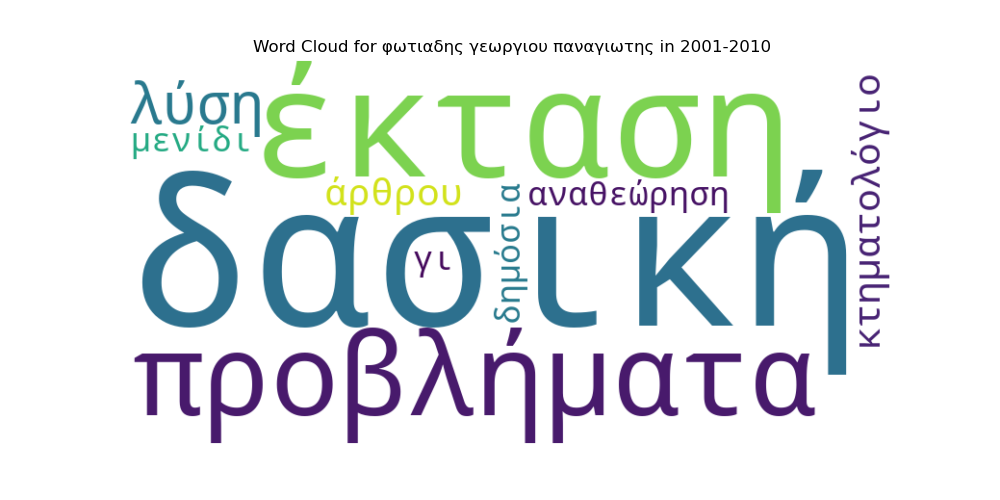 Word Cloud for φωτιαδης γεωργιου παναγιωτης in 2001-2010
λύση
έκταση
κτηματολόγιο
μενίδι
άρθρου
αναθεώρηση
δασική
δημόσια
γι
προβλήματα